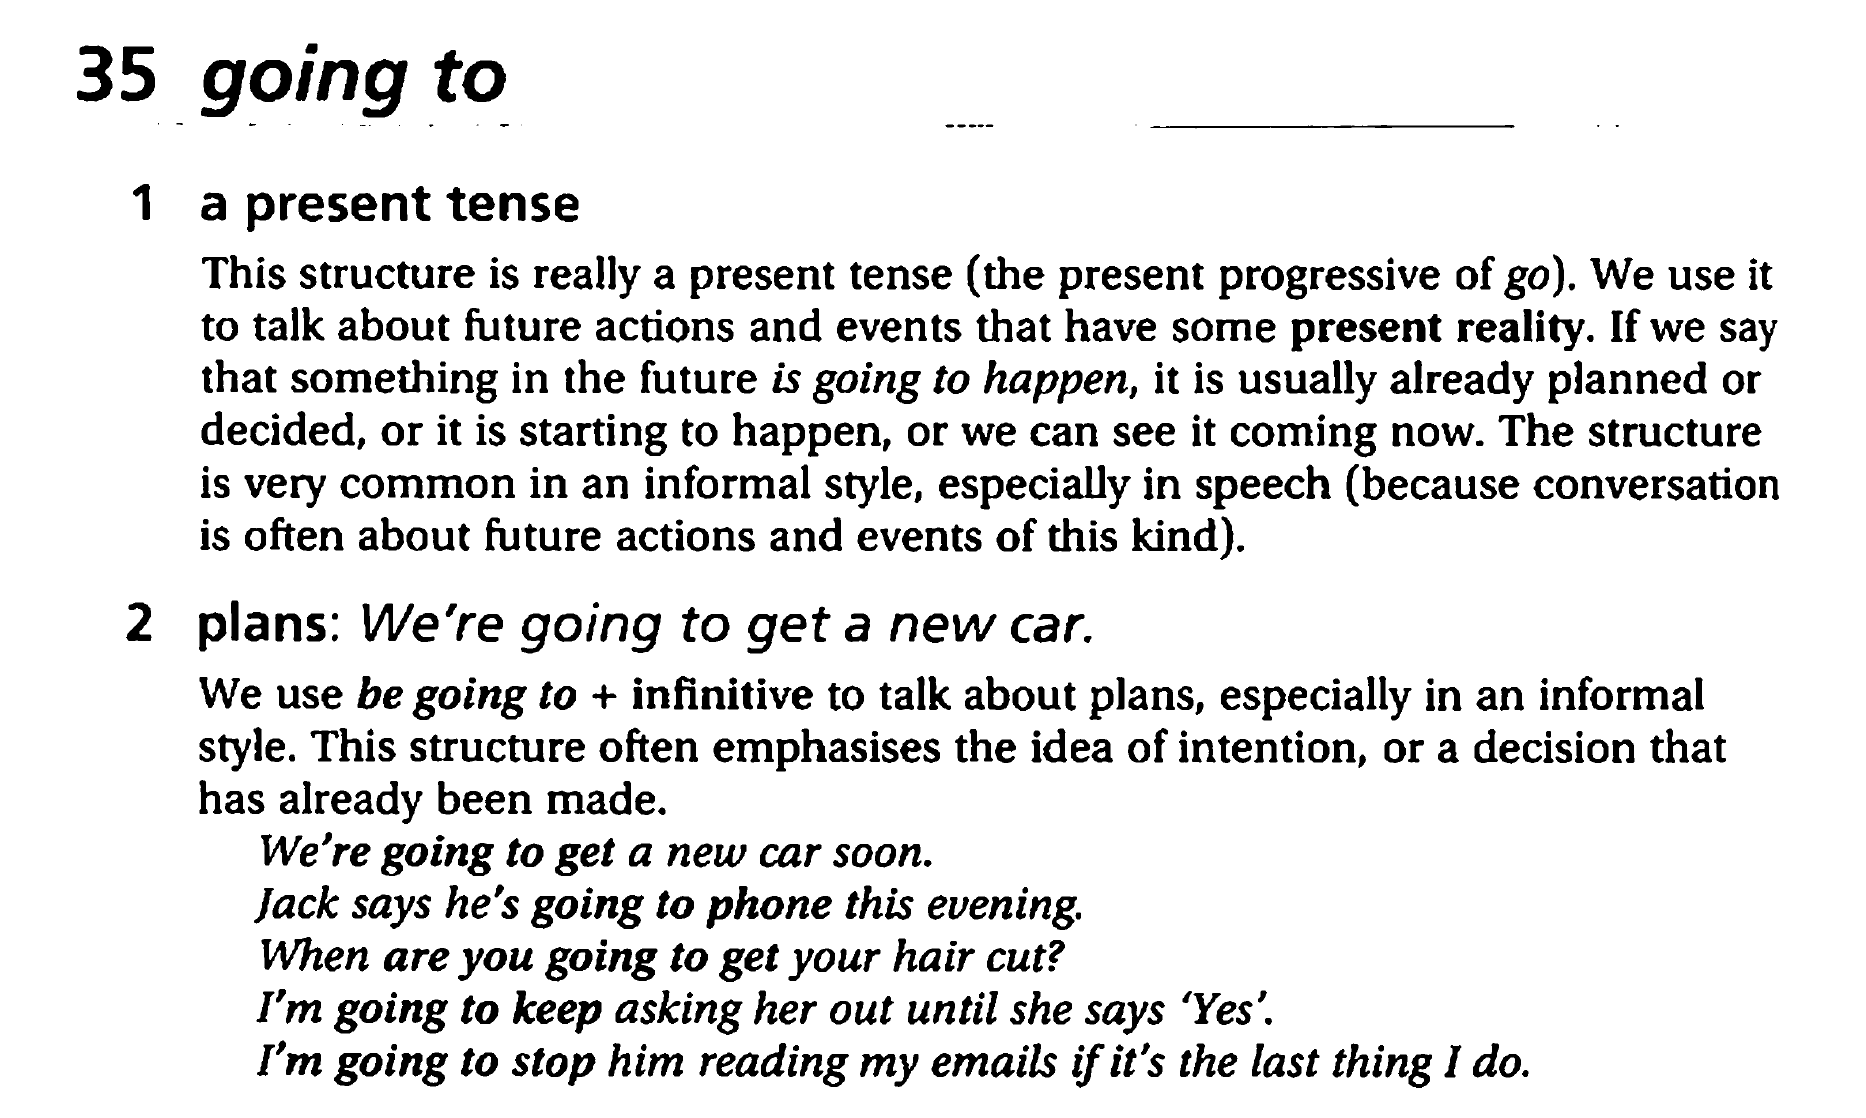 35 going to
1 a present tense
This structure is really a present tense (the present progressive of go). We use it
to talk about future actions and events that have some present reality. If we say
that something in the future is going to happen, it is usually already planned or
decided, or it is starting to happen, or we can see it coming now. The structure
is very common in an informal style, especially in speech (because conversation
is often about future actions and events of this kind).
2 plans: We're going to get a new car.
We use be going to + infinitive to talk about plans, especially in an informal
style. This structure often emphasises the idea of intention, or a decision that
has already been made.
We're going to get a new car soon.
Jack says he's going to phone this evening.
When are you going to get your hair cut?
I'm going to keep asking her out until she says ‘Yes’.
I'm going to stop him reading my emails if it's the last thing I do.